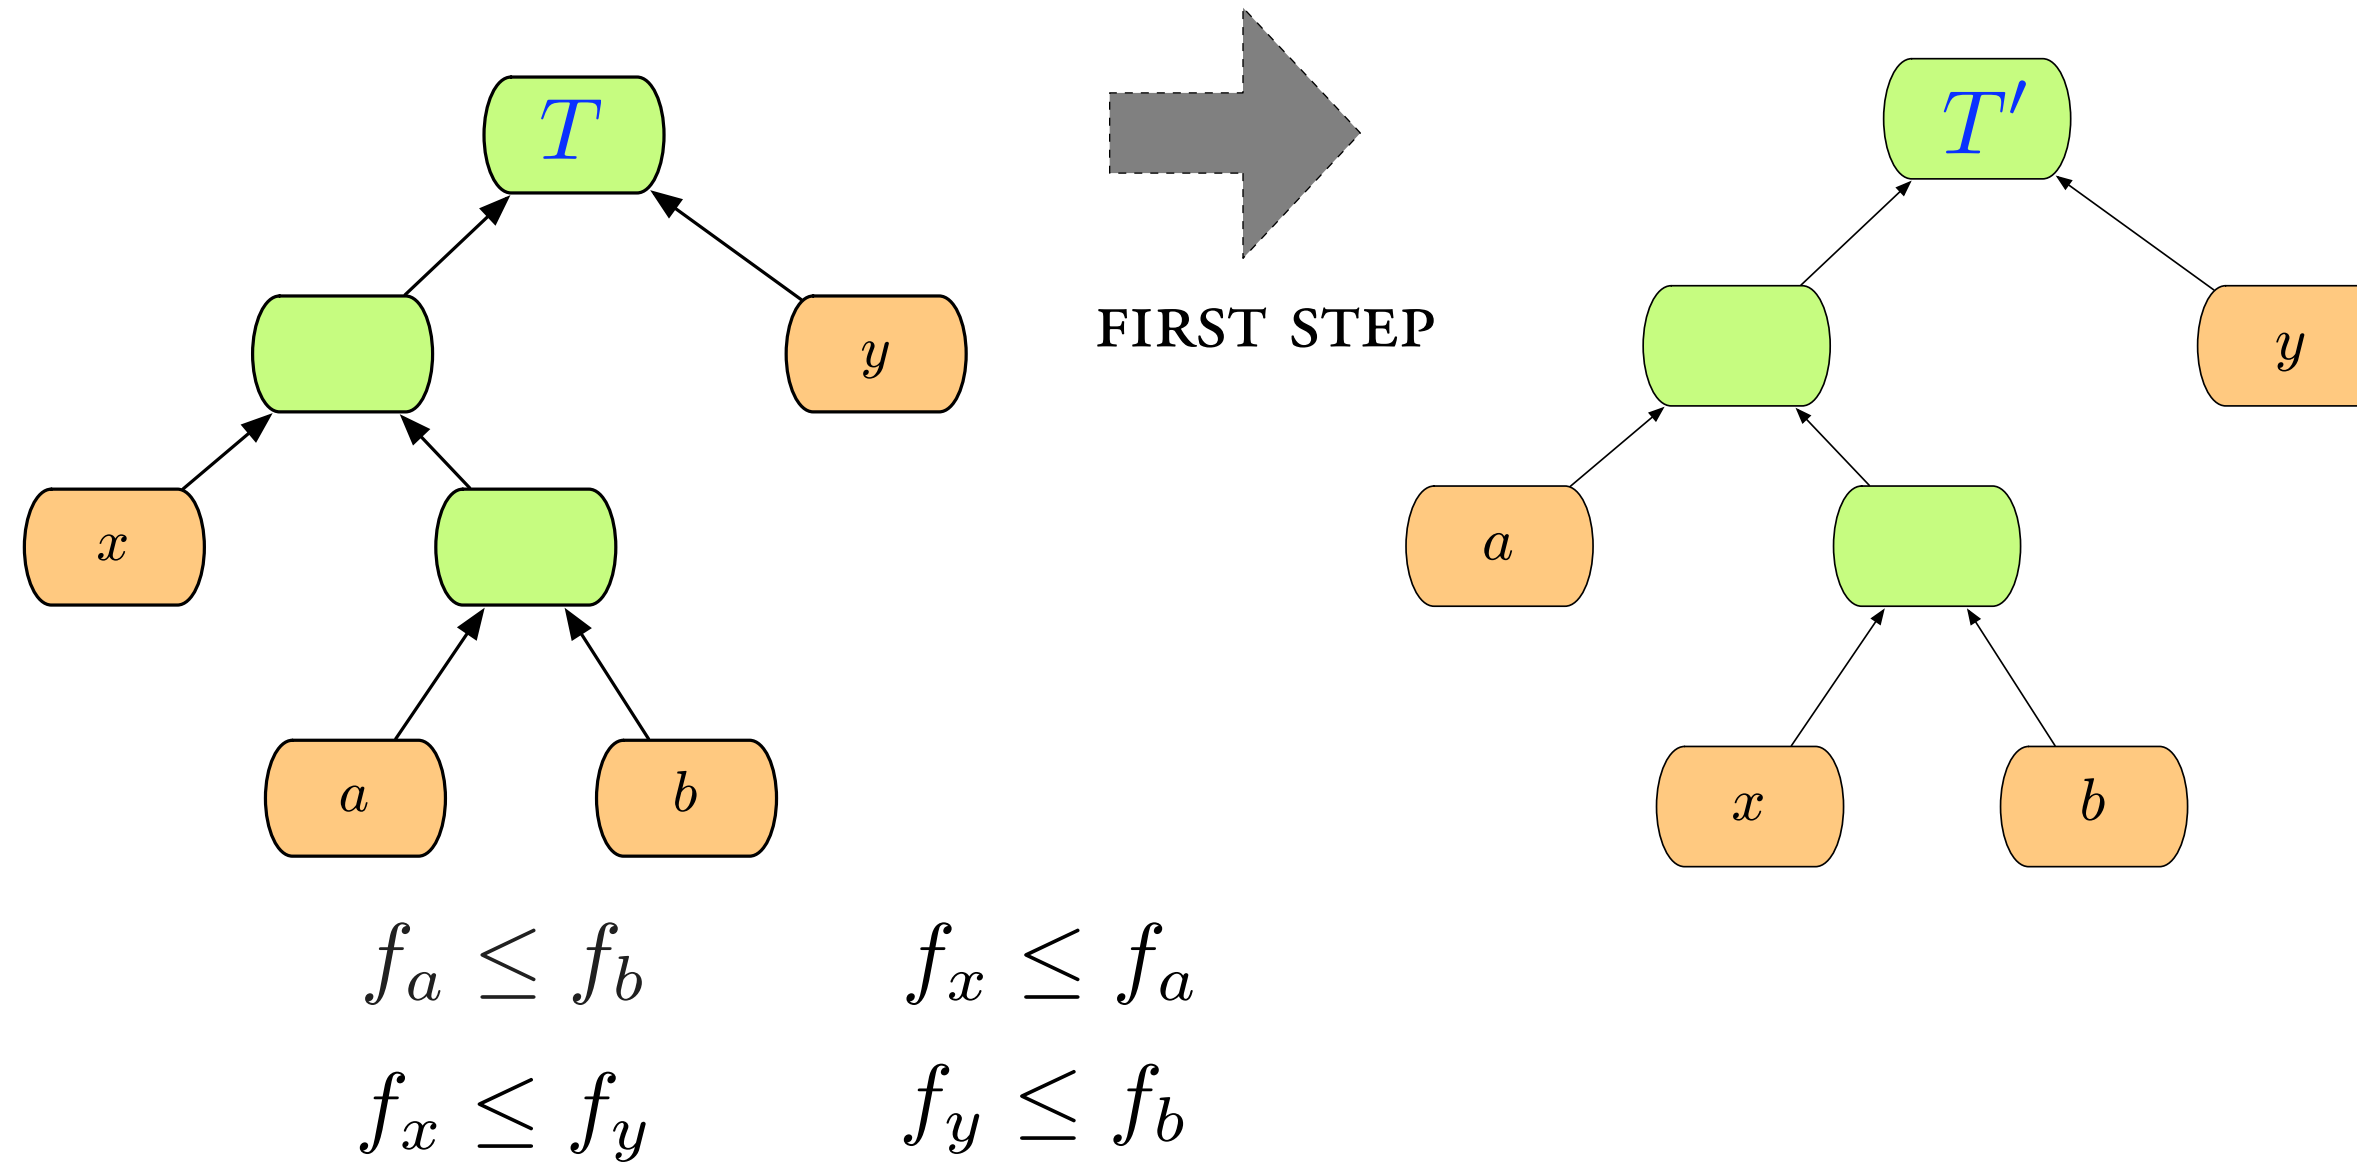 T
y
x
a
b
FIRST STEP
T′
y
a
x
b
f_a ≤ f_b
f_x ≤ f_a
f_x ≤ f_y
f_y ≤ f_b